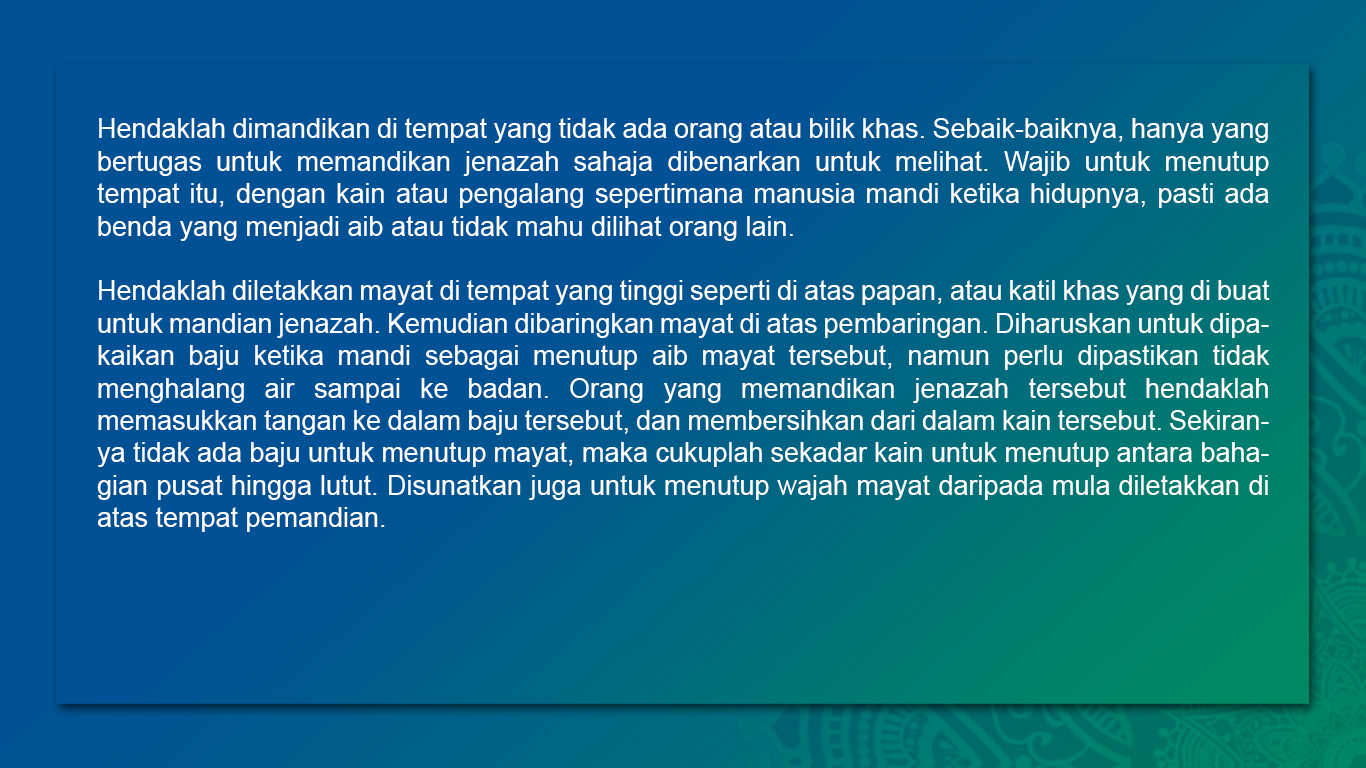 Hendaklah dimandikan di tempat yang tidak ada orang atau bilik khas. Sebaik-baiknya, hanya yang
bertugas untuk memandikan jenazah sahaja dibenarkan untuk melihat. Wajib untuk menutup
tempat itu, dengan kain atau pengalang sepertimana manusia mandi ketika hidupnya, pasti ada
benda yang menjadi aib atau tidak mahu dilihat orang lain.
Hendaklah diletakkan mayat di tempat yang tinggi seperti di atas papan, atau katil khas yang di buat
untuk mandian jenazah. Kemudian dibaringkan mayat di atas pembaringan. Diharuskan untuk dipa-
kaikan baju ketika mandi sebagai menutup aib mayat tersebut, namun perlu dipastikan tidak
menghalang air sampai ke badan. Orang yang memandikan jenazah tersebut hendaklah
memasukkan tangan ke dalam baju tersebut, dan membersihkan dari dalam kain tersebut. Sekiran-
ya tidak ada baju untuk menutup mayat, maka cukuplah sekadar kain untuk menutup antara baha-
gian pusat hingga lutut. Disunatkan juga untuk menutup wajah mayat daripada mula diletakkan di
atas tempat pemandian.